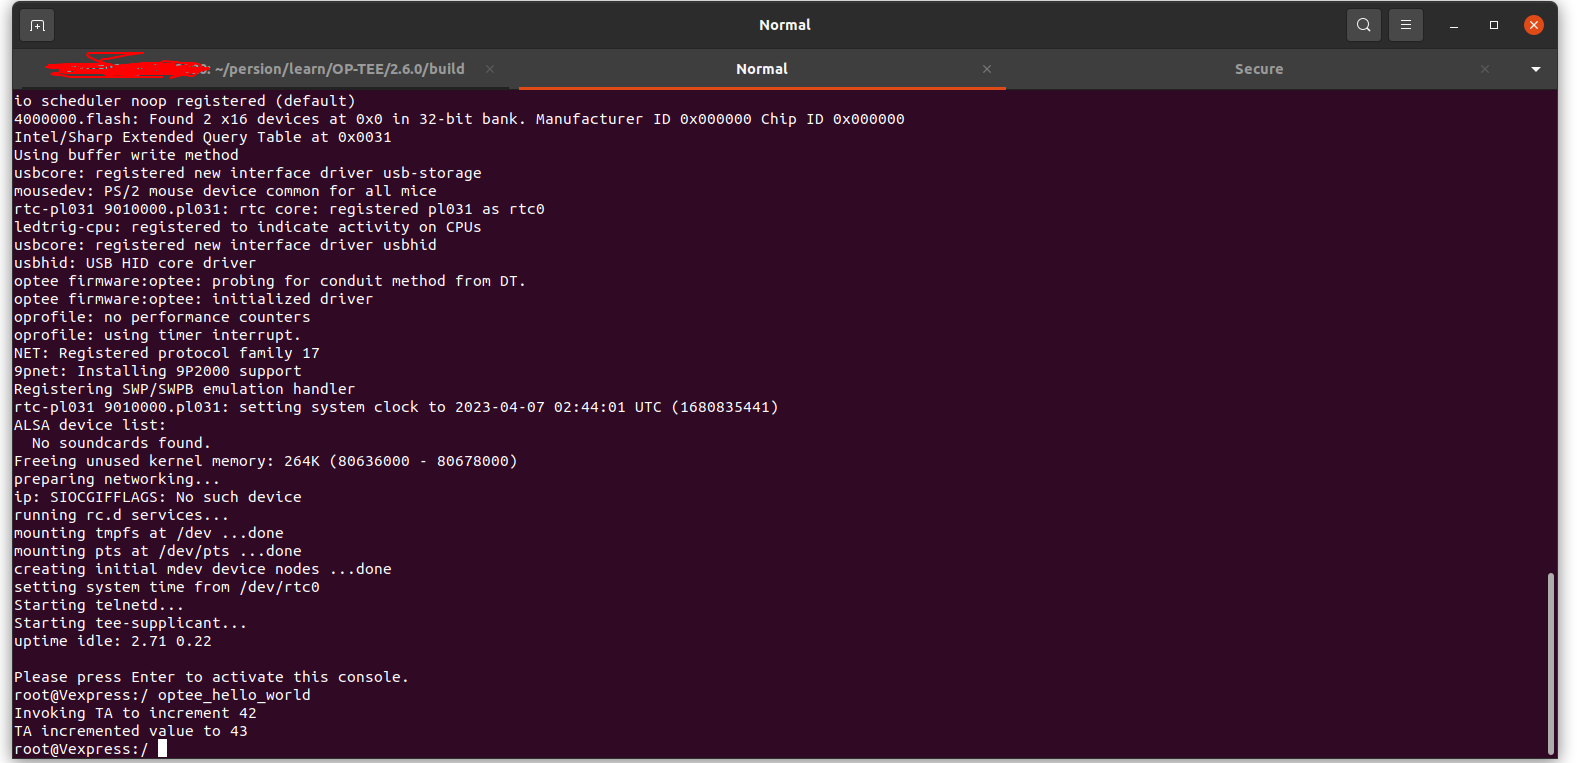 Normal
~/persion/learn/OP-TEE/2.6.0/build
Normal
Secure
io scheduler noop registered (default)
4000000.flash: Found 2 x16 devices at 0x0 in 32-bit bank. Manufacturer ID 0x000000 Chip ID 0x000000
Intel/Sharp Extended Query Table at 0x0031
Using buffer write method
usbcore: registered new interface driver usb-storage
mousedev: PS/2 mouse device common for all mice
rtc-pl031 9010000.pl031: rtc core: registered pl031 as rtc0
ledtrig-cpu: registered to indicate activity on CPUs
usbcore: registered new interface driver usbhid
usbhid: USB HID core driver
optee firmware:optee: probing for conduit method from DT.
optee firmware:optee: initialized driver
oprofile: no performance counters
oprofile: using timer interrupt.
NET: Registered protocol family 17
9pnet: Installing 9P2000 support
Registering SWP/SWPB emulation handler
rtc-pl031 9010000.pl031: setting system clock to 2023-04-07 02:44:01 UTC (1680835441)
ALSA device list:
  No soundcards found.
Freeing unused kernel memory: 264K (80636000 - 80678000)
preparing networking...
ip: SIOCGIFFLAGS: No such device
running rc.d services...
mounting tmpfs at /dev ...done
mounting pts at /dev/pts ...done
creating initial mdev device nodes ...done
setting system time from /dev/rtc0
Starting telnetd...
Starting tee-supplicant...
uptime idle: 2.71 0.22
Please press Enter to activate this console.
root@Vexpress:/ optee_hello_world
Invoking TA to increment 42
TA incremented value to 43
root@Vexpress:/